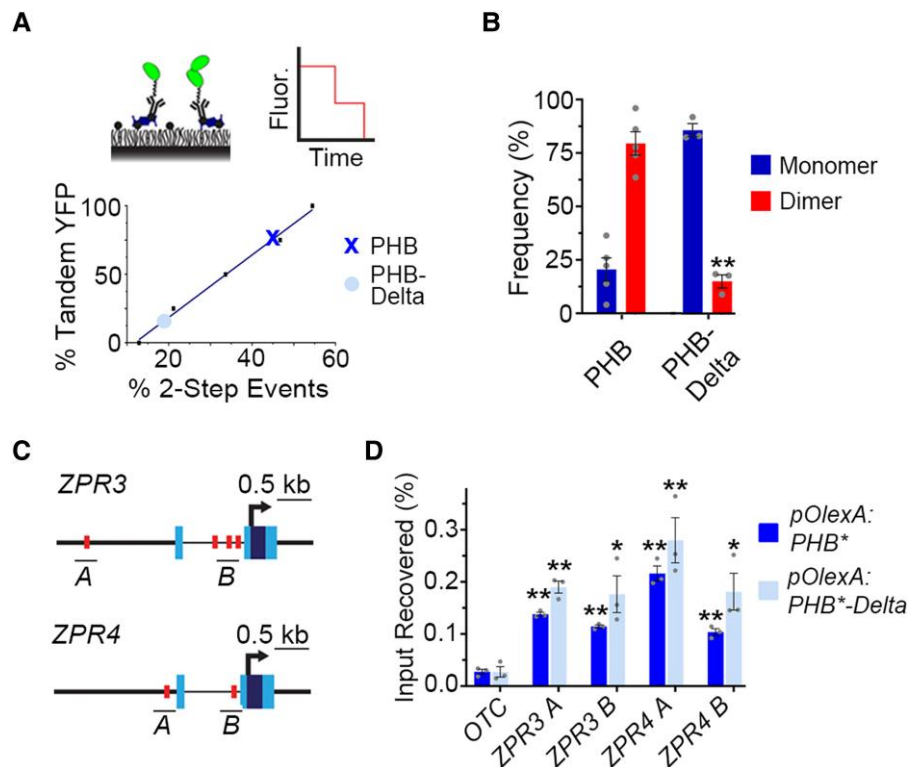 A
Fluor.
Time
100
50
0
% Tandem YFP
20
40
60
% 2-Step Events
X PHB
PHB-
Delta
B
100
75
50
25
0
Frequency (%)
**
PHB
PHB-
Delta
Monomer
Dimer
C
ZPR3
0.5 kb
A
B
ZPR4
0.5 kb
A
B
D
0.3
0.2
0.1
0.0
Input Recovered (%)
**
**
**
*
**
**
**
*
OTC
ZPR3 A
ZPR3 B
ZPR4 A
ZPR4 B
pOlexA:
PHB*
pOlexA:
PHB*-Delta